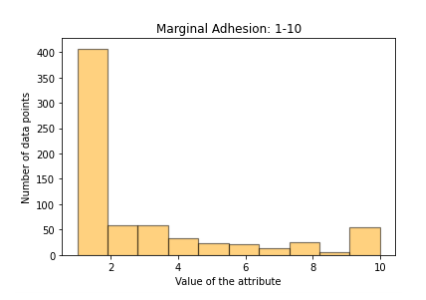 Marginal Adhesion: 1-10
Number of data points
400
350
300
250
200
150
100
50
0
2 4 6 8 10
Value of the attribute